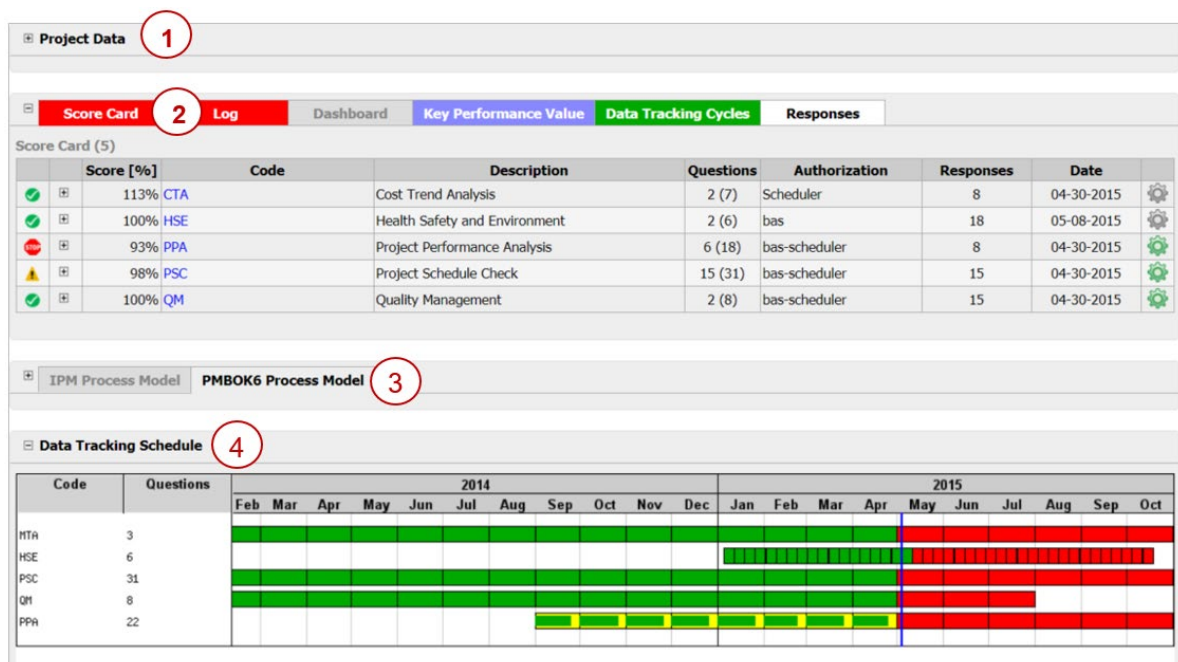 Project Data 1
Score Card 2 Log Dashboard Key Performance Value Data Tracking Cycles Responses
Score Card (5)
Score [%] Code Description Questions Authorization Responses Date
113% CTA Cost Trend Analysis 2 (7) Scheduler 8 04-30-2015
100% HSE Health Safety and Environment 2 (6) bas 18 05-08-2015
STOP 93% PPA Project Performance Analysis 6 (18) bas-scheduler 8 04-30-2015
98% PSC Project Schedule Check 15 (31) bas-scheduler 15 04-30-2015
100% QM Quality Management 2 (8) bas-scheduler 15 04-30-2015
IPM Process Model PMBOK6 Process Model 3
Data Tracking Schedule 4
Code Questions 2014 2015
Feb Mar Apr May Jun Jul Aug Sep Oct Nov Dec Jan Feb Mar Apr May Jun Jul Aug Sep Oct
MTA 3
HSE 6
PSC 31
QM 8
PPA 22